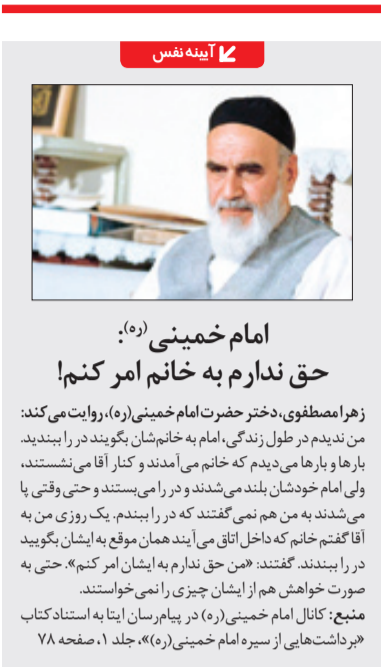 آیینه نفس
امام خمینی(ره):
حق ندارم به خانم امر کنم!
زهرا مصطفوی، دختر حضرت امام خمینی(ره)، روایت می‌کند:
من ندیدم در طول زندگی، امام به خانم‌شان بگویند در را ببندید.
بارها و بارها می‌دیدم که خانم می‌آمدند و کنار آقا می‌نشستند،
ولی امام خودشان بلند می‌شدند و در را می‌بستند و حتی وقتی پا
می‌شدند به من هم نمی‌گفتند که در را ببندم. یک روزی من به
آقا گفتم خانم که داخل اتاق می‌آیند همان موقع به ایشان بگویید
در را ببندند. گفتند: «من حق ندارم به ایشان امر کنم». حتی به
صورت خواهش هم از ایشان چیزی را نمی‌خواستند.
منبع: کانال امام خمینی(ره) در پیام‌رسان ایتا به استناد کتاب
«برداشت‌هایی از سیره امام خمینی(ره)»، جلد ۱، صفحه ۷۸